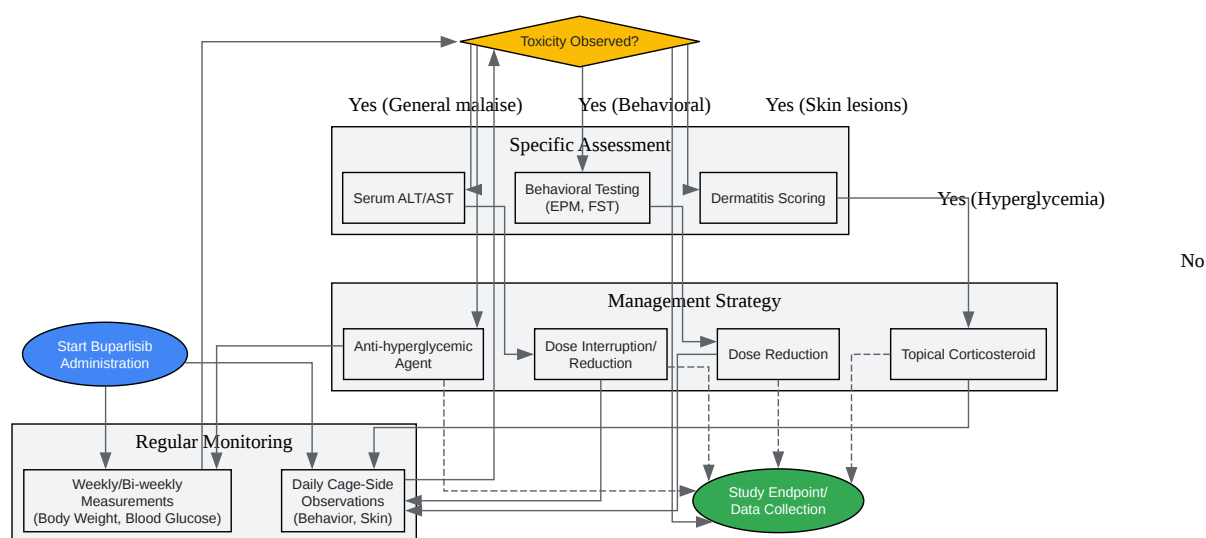 Toxicity Observed?
Yes (General malaise)
Yes (Behavioral)
Yes (Skin lesions)
Specific Assessment
Serum ALT/AST
Behavioral Testing
(EPM, FST)
Dermatitis Scoring
Yes (Hyperglycemia)
No
Management Strategy
Start Buparlisib
Administration
Anti-hyperglycemic
Agent
Dose Interruption/
Reduction
Dose Reduction
Topical Corticosteroid
Regular Monitoring
Weekly/Bi-weekly
Measurements
(Body Weight, Blood Glucose)
Daily Cage-Side
Observations
(Behavior, Skin)
Study Endpoint/
Data Collection